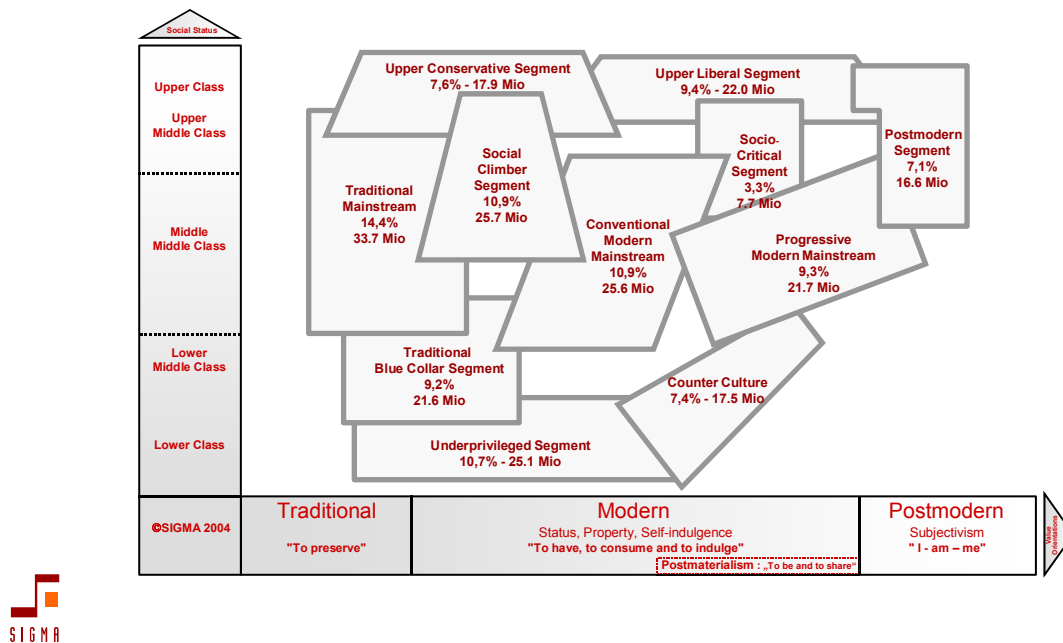 Social Status
Upper Class
Upper
Middle Class
Middle
Middle Class
Lower
Middle Class
Lower Class
Upper Conservative Segment
7,6% - 17.9 Mio
Upper Liberal Segment
9,4% - 22.0 Mio
Postmodern
Segment
7,1%
16.6 Mio
Social
Climber
Segment
10,9%
25.7 Mio
Socio-
Critical
Segment
3,3%
7.7 Mio
Traditional
Mainstream
14,4%
33.7 Mio
Conventional
Modern
Mainstream
10,9%
25.6 Mio
Progressive
Modern Mainstream
9,3%
21.7 Mio
Traditional
Blue Collar Segment
9,2%
21.6 Mio
Counter Culture
7,4% - 17.5 Mio
Underprivileged Segment
10,7% - 25.1 Mio
©SIGMA 2004
Traditional
"To preserve"
Modern
Status, Property, Self-indulgence
"To have, to consume and to indulge"
Postmaterialism : „To be and to share“
Postmodern
Subjectivism
" I - am – me"
Value
Orientations
SIGMA